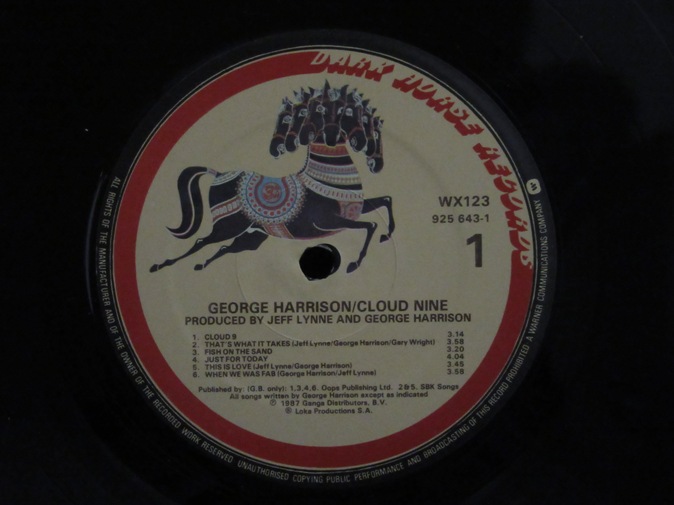 DARK HORSE RECORDS
WX123
925 643-1
1
GEORGE HARRISON/CLOUD NINE
PRODUCED BY JEFF LYNNE AND GEORGE HARRISON
1. CLOUD 9 3.14
2. THAT'S WHAT IT TAKES (Jeff Lynne/George Harrison/Gary Wright) 3.58
3. FISH ON THE SAND 3.20
4. JUST FOR TODAY 4.04
5. THIS IS LOVE (Jeff Lynne/George Harrison) 3.45
6. WHEN WE WAS FAB (George Harrison/Jeff Lynne) 3.58
Published by: (G.B. only): 1.3.4.6. Oops Publishing Ltd. 2&5. SBK Songs
All songs written by George Harrison except as indicated
℗ 1987 Ganga Distributors, B.V.
® Loka Productions S.A.
ALL RIGHTS OF THE MANUFACTURER AND OF THE OWNER OF THE RECORDED WORK RESERVED UNAUTHORISED COPYING PUBLIC PERFORMANCE AND BROADCASTING OF THIS RECORD PROHIBITED A WARNER COMMUNICATIONS COMPANY